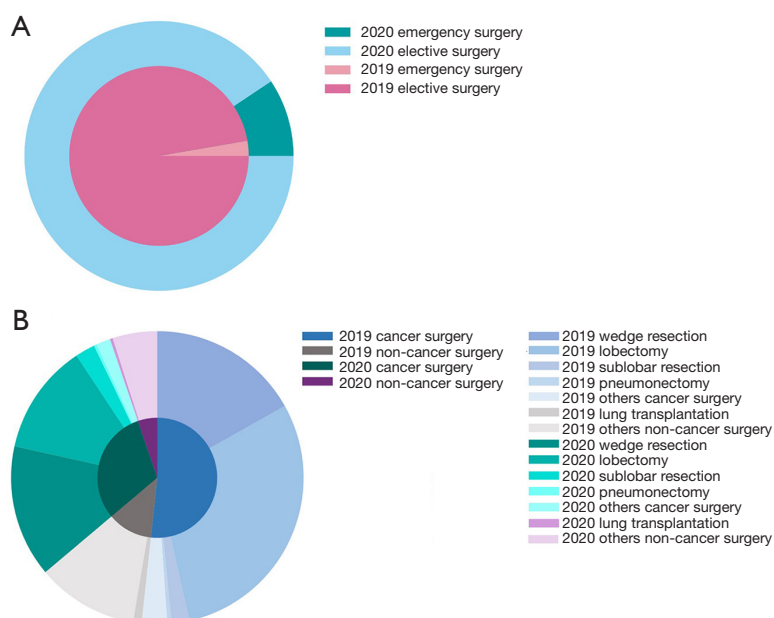 A
2020 emergency surgery
2020 elective surgery
2019 emergency surgery
2019 elective surgery
B
2019 cancer surgery
2019 non-cancer surgery
2020 cancer surgery
2020 non-cancer surgery
2019 wedge resection
2019 lobectomy
2019 sublobar resection
2019 pneumonectomy
2019 others cancer surgery
2019 lung transplantation
2019 others non-cancer surgery
2020 wedge resection
2020 lobectomy
2020 sublobar resection
2020 pneumonectomy
2020 others cancer surgery
2020 lung transplantation
2020 others non-cancer surgery